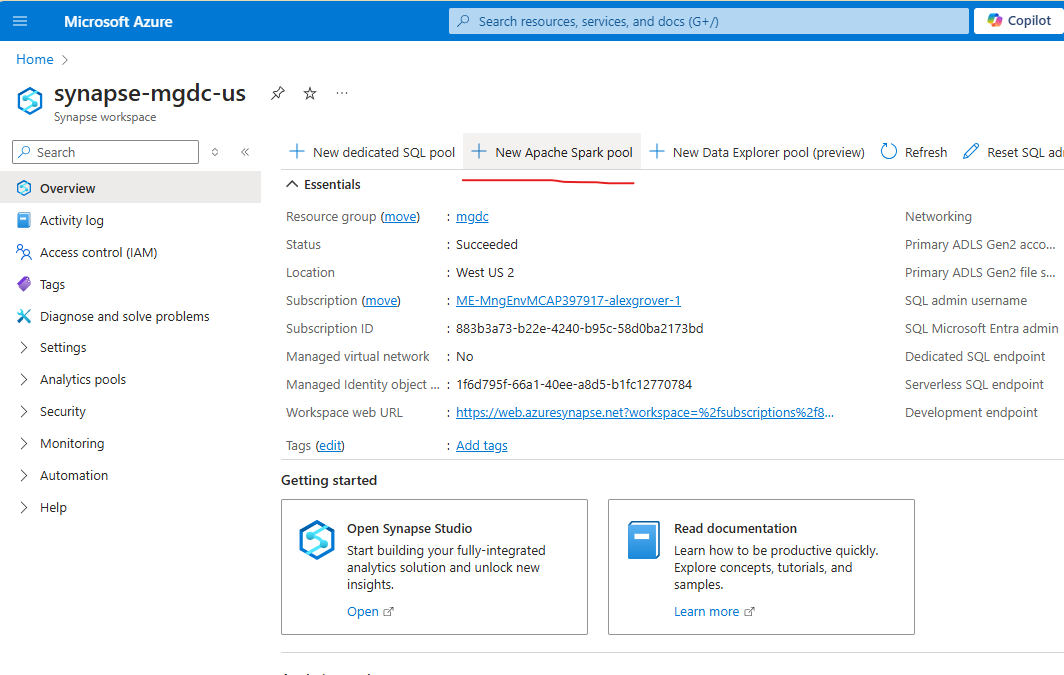 Microsoft Azure
Search resources, services, and docs (G+/)
Copilot
Home
synapse-mgdc-us
Synapse workspace
Search
New dedicated SQL pool
New Apache Spark pool
New Data Explorer pool (preview)
Refresh
Reset SQL ad
Overview
Activity log
Access control (IAM)
Tags
Diagnose and solve problems
Settings
Analytics pools
Security
Monitoring
Automation
Help
Essentials
Resource group (move) : mgdc
Status : Succeeded
Location : West US 2
Subscription (move) : ME-MngEnvMCAP397917-alexgrover-1
Subscription ID : 883b3a73-b22e-4240-b95c-58d0ba2173bd
Managed virtual network : No
Managed Identity object ... : 1f6d795f-66a1-40ee-a8d5-b1fc12770784
Workspace web URL : https://web.azuresynapse.net?workspace=%2fsubscriptions%2f8...
Tags (edit) : Add tags
Networking
Primary ADLS Gen2 acco...
Primary ADLS Gen2 file s...
SQL admin username
SQL Microsoft Entra admin
Dedicated SQL endpoint
Serverless SQL endpoint
Development endpoint
Getting started
Open Synapse Studio
Start building your fully-integrated
analytics solution and unlock new
insights.
Open
Read documentation
Learn how to be productive quickly.
Explore concepts, tutorials, and
samples.
Learn more